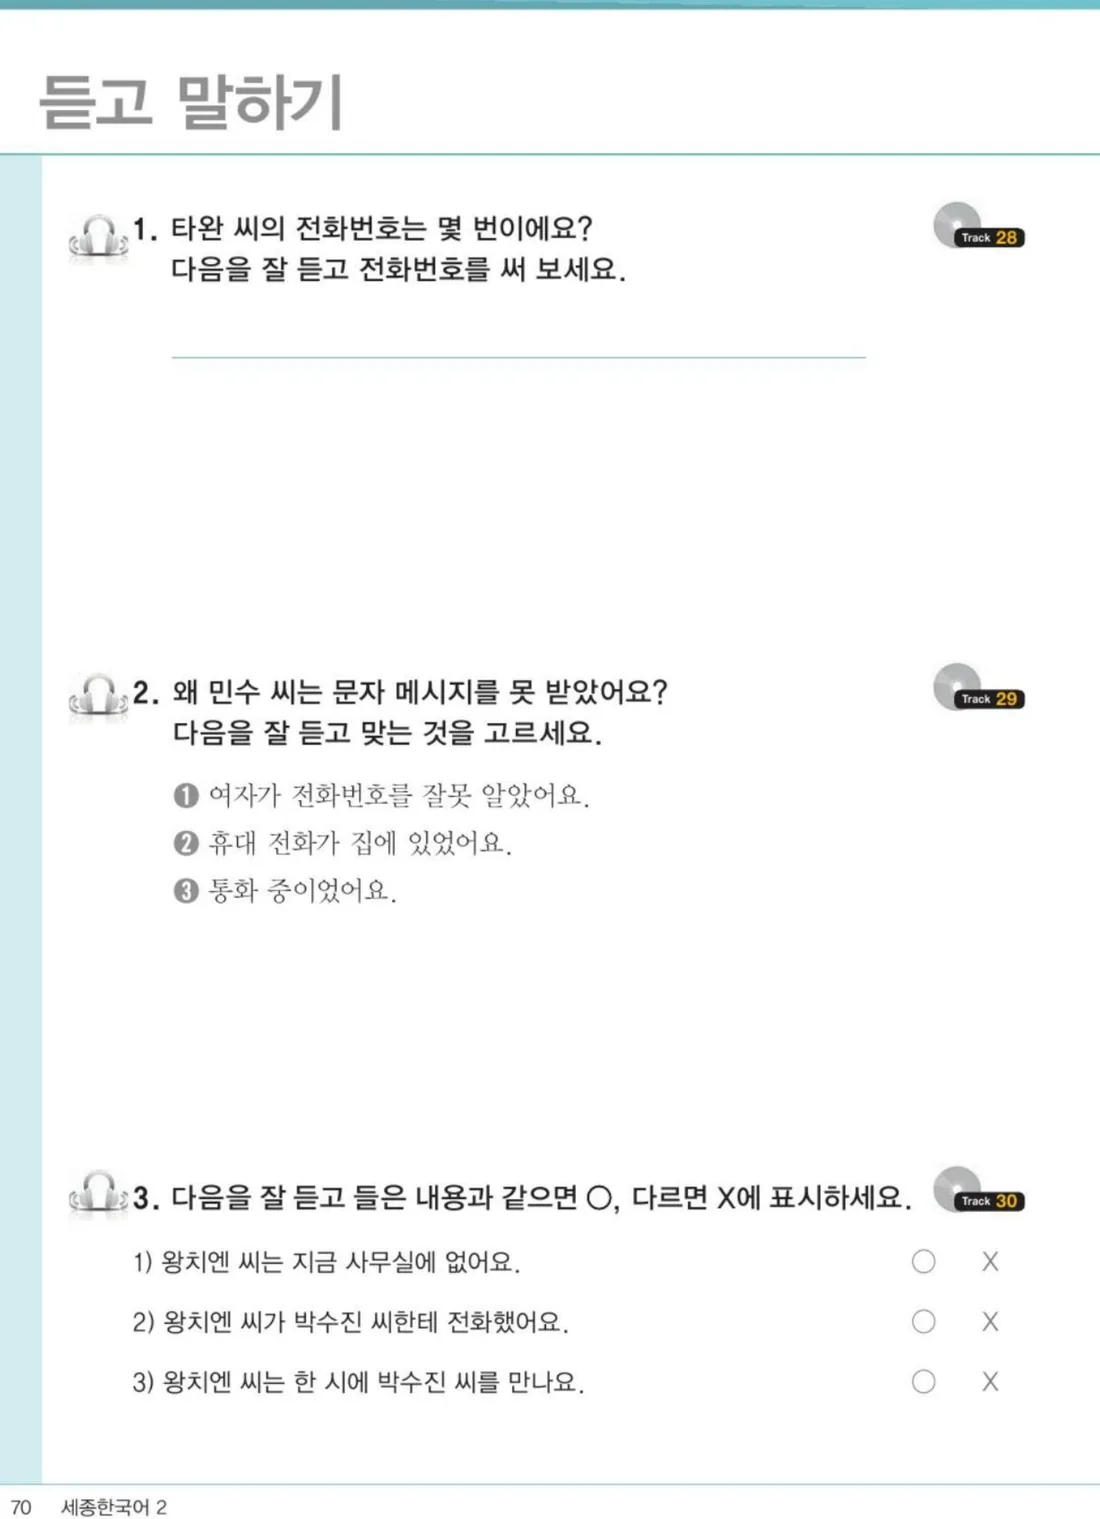 듣고 말하기
1. 타완 씨의 전화번호는 몇 번이에요?
Track 28
다음을 잘 듣고 전화번호를 써 보세요.
2. 왜 민수 씨는 문자 메시지를 못 받았어요?
Track 29
다음을 잘 듣고 맞는 것을 고르세요.
❶ 여자가 전화번호를 잘못 알았어요.
❷ 휴대 전화가 집에 있었어요.
❸ 통화 중이었어요.
3. 다음을 잘 듣고 들은 내용과 같으면 ○, 다르면 X에 표시하세요.
Track 30
1) 왕치엔 씨는 지금 사무실에 없어요. ○ X
2) 왕치엔 씨가 박수진 씨한테 전화했어요. ○ X
3) 왕치엔 씨는 한 시에 박수진 씨를 만나요. ○ X
70 세종한국어 2